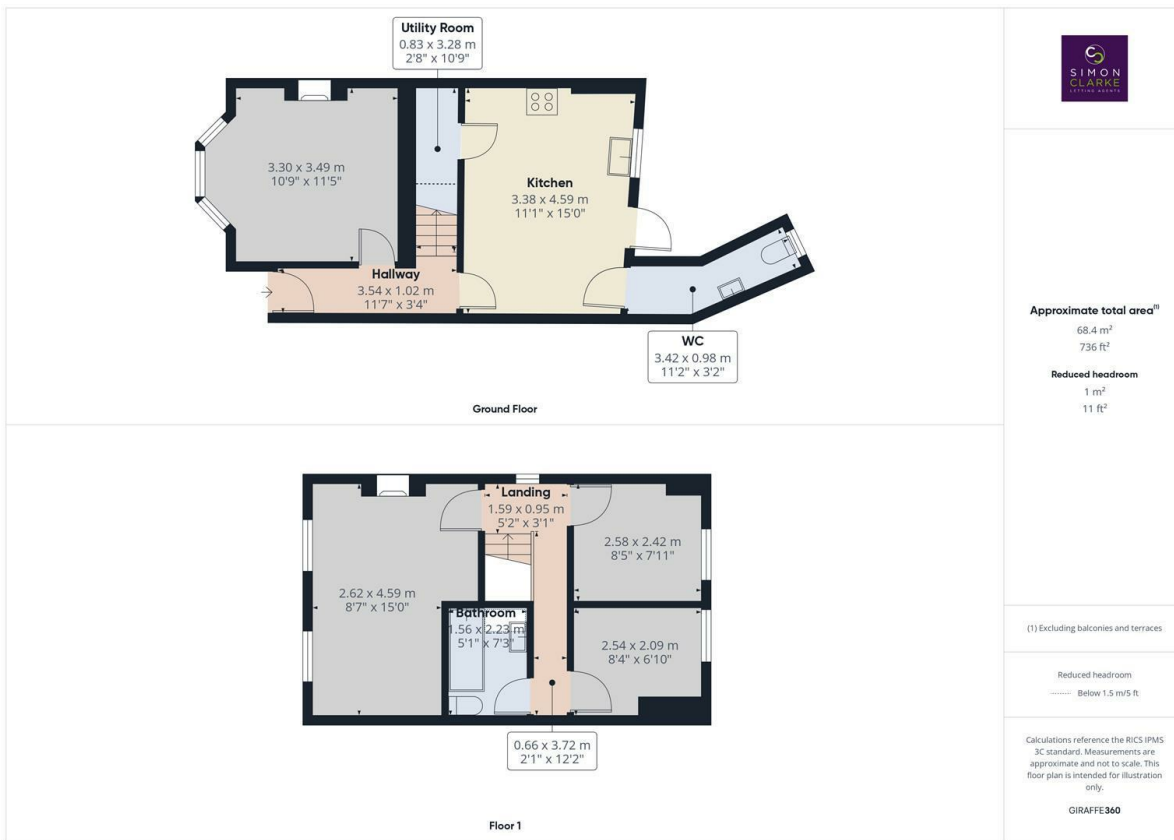 Utility Room
0.83 x 3.28 m
2'8" x 10'9"
3.30 x 3.49 m
10'9" x 11'5"
Kitchen
3.38 x 4.59 m
11'1" x 15'0"
Hallway
3.54 x 1.02 m
11'7" x 3'4"
WC
3.42 x 0.98 m
11'2" x 3'2"
Ground Floor
Landing
1.59 x 0.95 m
5'2" x 3'1"
2.58 x 2.42 m
8'5" x 7'11"
2.62 x 4.59 m
8'7" x 15'0"
Bathroom
1.56 x 2.23 m
5'1" x 7'3"
2.54 x 2.09 m
8'4" x 6'10"
0.66 x 3.72 m
2'1" x 12'2"
Floor 1
SIMON
CLARKE
LETTING AGENTS
Approximate total area(1)
68.4 m²
736 ft²
Reduced headroom
1 m²
11 ft²
(1) Excluding balconies and terraces
Reduced headroom
Below 1.5 m/5 ft
Calculations reference the RICS IPMS
3C standard. Measurements are
approximate and not to scale. This
floor plan is intended for illustration
only.
GIRAFFE360